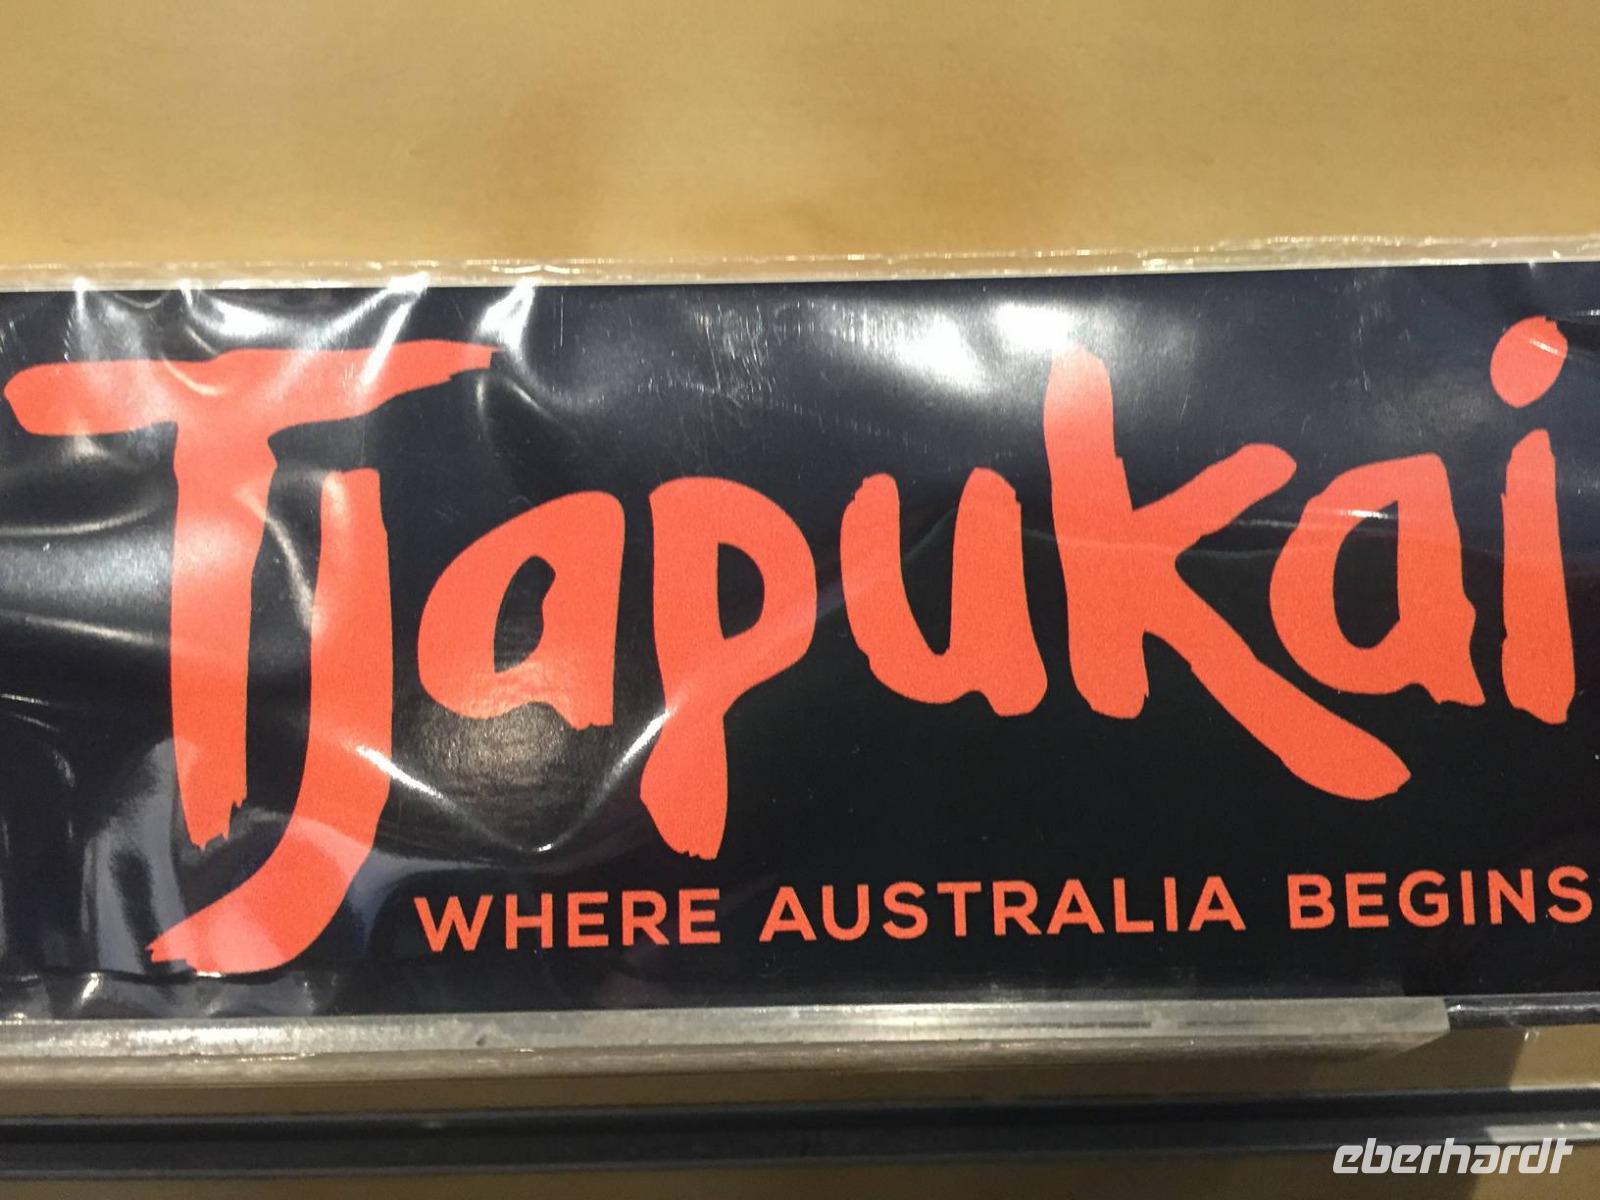 Tjapukai
WHERE AUSTRALIA BEGINS
eberhardt